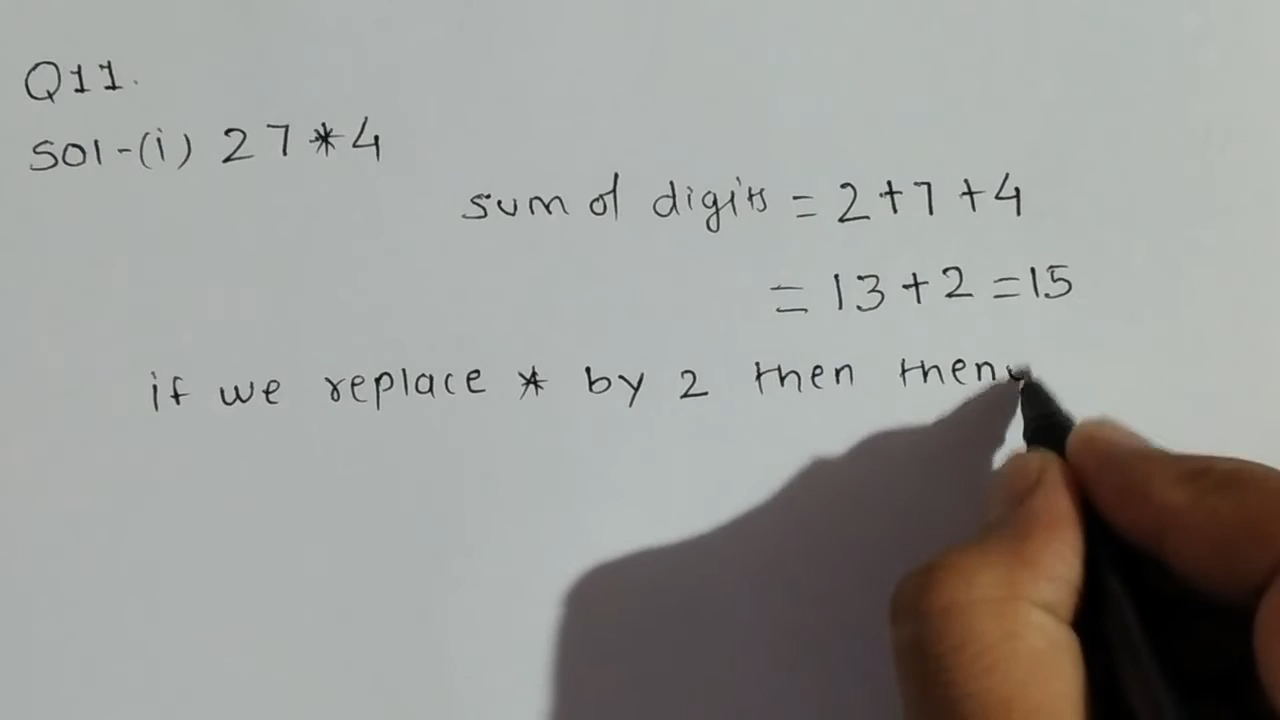 Q11.
Sol-(i) 27*4
sum of digits = 2+7+4
= 13+2 =15
if we replace * by 2 then then